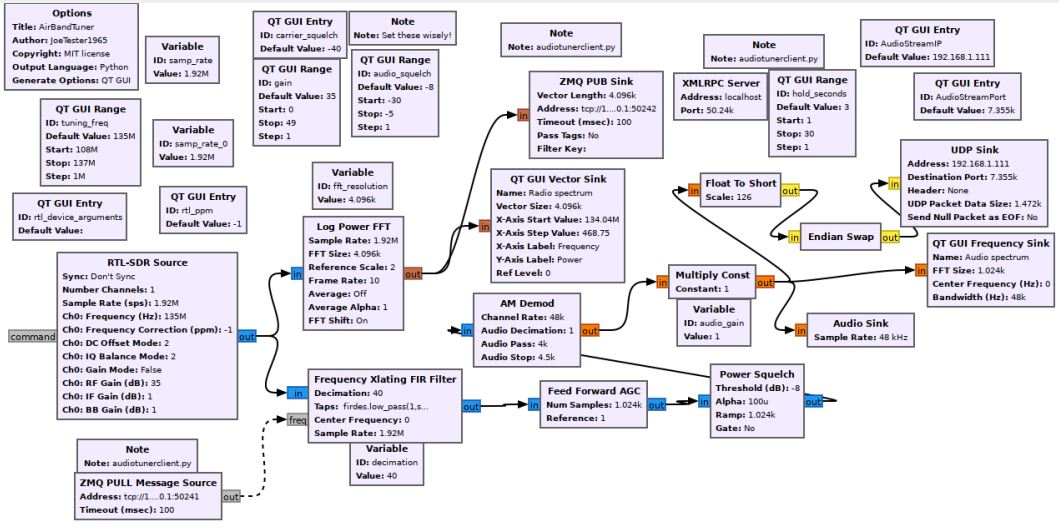 Options
Title: AirBandTuner
Author: JoeTester1965
Copyright: MIT license
Output Language: Python
Generate Options: QT GUI
Variable
ID: samp_rate
Value: 1.92M
QT GUI Entry
ID: carrier_squelch
Default Value: -40
Note
Note: Set these wisely!
QT GUI Range
ID: gain
Default Value: 35
Start: 0
Stop: 49
Step: 1
QT GUI Range
ID: audio_squelch
Default Value: -8
Start: -30
Stop: -5
Step: 1
Note
Note: audiotunerclient.py
Note
Note: audiotunerclient.py
QT GUI Entry
ID: AudioStreamIP
Default Value: 192.168.1.111
QT GUI Range
ID: tuning_freq
Default Value: 135M
Start: 108M
Stop: 137M
Step: 1M
Variable
ID: samp_rate_0
Value: 1.92M
ZMQ PUB Sink
Vector Length: 4.096k
Address: tcp://1....0.1:50242
Timeout (msec): 100
Pass Tags: No
Filter Key:
in
XMLRPC Server
Address: localhost
Port: 50.24k
QT GUI Range
ID: hold_seconds
Default Value: 3
Start: 1
Stop: 30
Step: 1
QT GUI Entry
ID: AudioStreamPort
Default Value: 7.355k
QT GUI Entry
ID: rtl_device_arguments
Default Value:
QT GUI Entry
ID: rtl_ppm
Default Value: -1
Variable
ID: fft_resolution
Value: 4.096k
QT GUI Vector Sink
Name: Radio spectrum
Vector Size: 4.096k
X-Axis Start Value: 134.04M
X-Axis Step Value: 468.75
X-Axis Label: Frequency
Y-Axis Label: Power
Ref Level: 0
in
in
Float To Short
Scale: 126
out
in
UDP Sink
Address: 192.168.1.111
Destination Port: 7.355k
Header: None
UDP Packet Data Size: 1.472k
Send Null Packet as EOF: No
in
Endian Swap
out
Log Power FFT
Sample Rate: 1.92M
FFT Size: 4.096k
Reference Scale: 2
Frame Rate: 10
Average: Off
Average Alpha: 1
FFT Shift: On
in
out
RTL-SDR Source
Sync: Don't Sync
Number Channels: 1
Sample Rate (sps): 1.92M
Ch0: Frequency (Hz): 135M
Ch0: Frequency Correction (ppm): -1
Ch0: DC Offset Mode: 2
Ch0: IQ Balance Mode: 2
Ch0: Gain Mode: False
Ch0: RF Gain (dB): 35
Ch0: IF Gain (dB): 1
Ch0: BB Gain (dB): 1
command
out
AM Demod
Channel Rate: 48k
Audio Decimation: 1
Audio Pass: 4k
Audio Stop: 4.5k
in
out
in
Multiply Const
Constant: 1
out
Variable
ID: audio_gain
Value: 1
in
QT GUI Frequency Sink
Name: Audio spectrum
FFT Size: 1.024k
Center Frequency (Hz): 0
Bandwidth (Hz): 48k
in
Audio Sink
Sample Rate: 48 kHz
Frequency Xlating FIR Filter
Decimation: 40
Taps: firdes.low_pass(1,s...
Center Frequency: 0
Sample Rate: 1.92M
in
freq
out
Variable
ID: decimation
Value: 40
in
Feed Forward AGC
Num Samples: 1.024k
Reference: 1
out
in
Power Squelch
Threshold (dB): -8
Alpha: 100u
Ramp: 1.024k
Gate: No
out
Note
Note: audiotunerclient.py
ZMQ PULL Message Source
Address: tcp://1....0.1:50241
Timeout (msec): 100
out